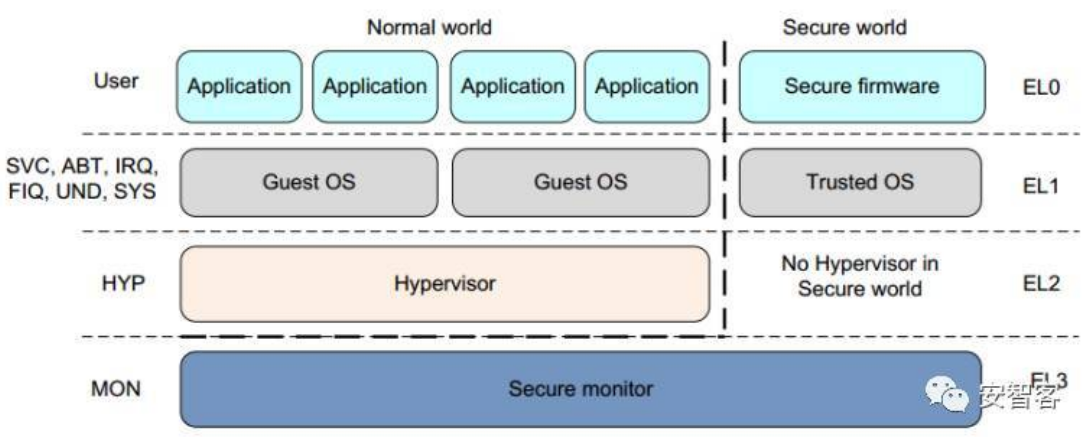 Normal world
Secure world
User
Application
Application
Application
Application
Secure firmware
EL0
SVC, ABT, IRQ,
FIQ, UND, SYS
Guest OS
Guest OS
Trusted OS
EL1
HYP
Hypervisor
No Hypervisor in
Secure world
EL2
MON
Secure monitor
EL3
安智客